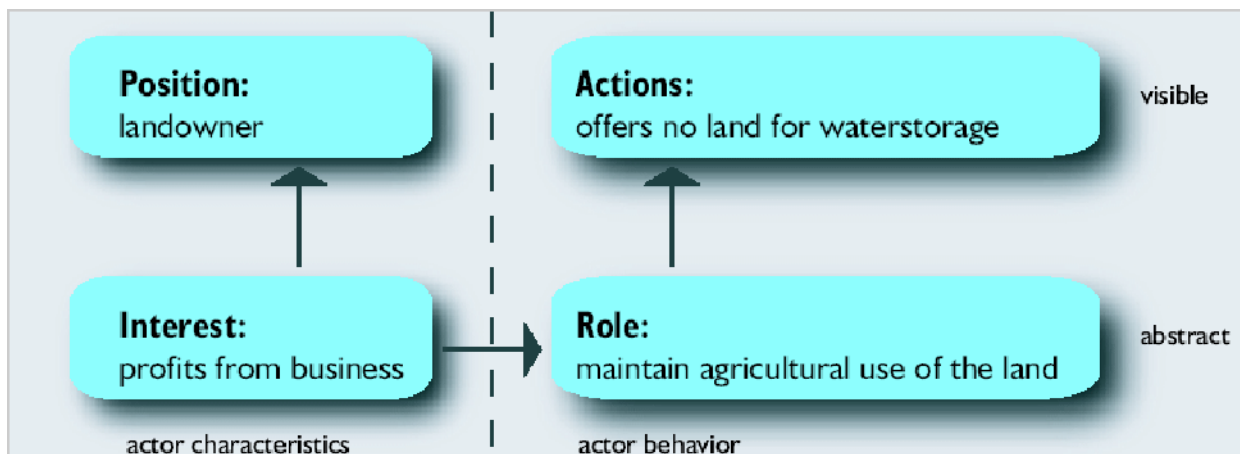 Position:
landowner
Actions:
offers no land for waterstorage
visible
Interest:
profits from business
Role:
maintain agricultural use of the land
abstract
actor characteristics
actor behavior